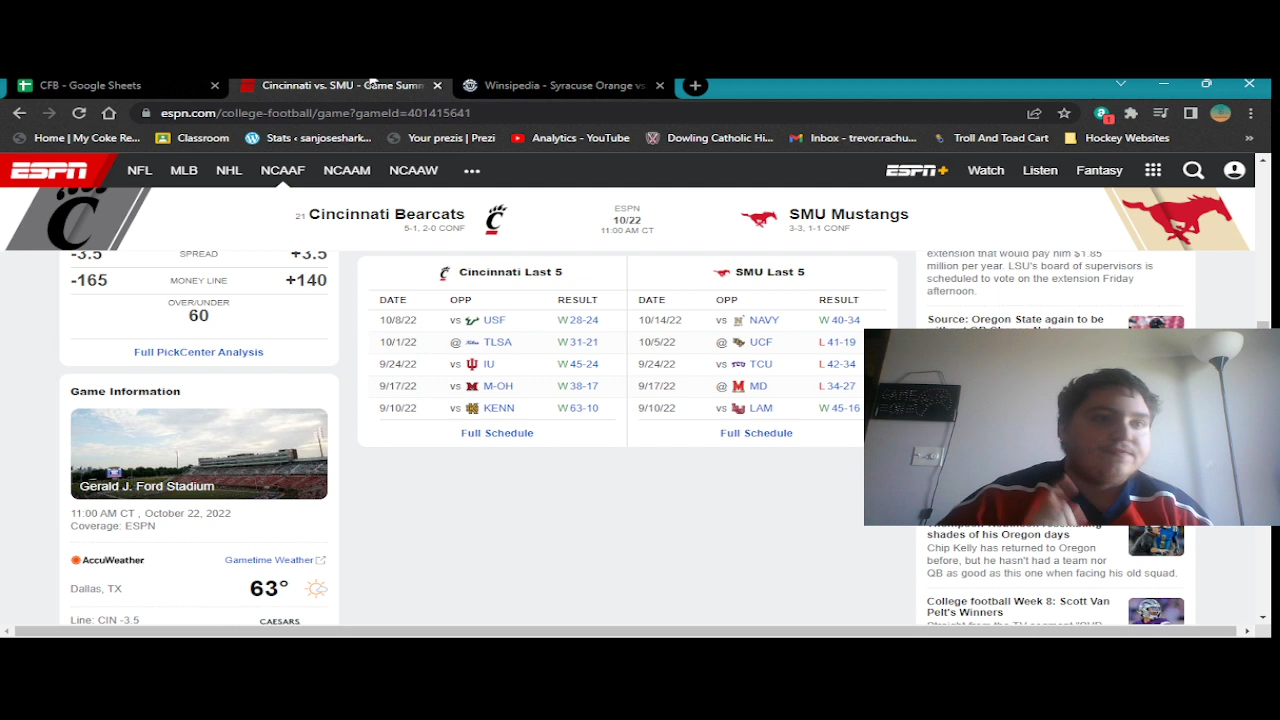 CFB - Google Sheets
Cincinnati vs. SMU - Game Summ
Winsipedia - Syracuse Orange vs
espn.com/college-football/game?gameId=401415641
Home | My Coke Re...
Classroom
Stats ‹ sanjoseshark...
Your prezis | Prezi
Analytics - YouTube
Dowling Catholic Hi...
Inbox - trevor.rachu...
Troll And Toad Cart
Hockey Websites
ESPN NFL MLB NHL NCAAF NCAAM NCAAW ESPN+ Watch Listen Fantasy
21 Cincinnati Bearcats
5-1, 2-0 CONF
ESPN
10/22
11:00 AM CT
SMU Mustangs
3-3, 1-1 CONF
-3.5 SPREAD +3.5
-165 MONEY LINE +140
OVER/UNDER
60
Full PickCenter Analysis
Game Information
Gerald J. Ford Stadium
11:00 AM CT , October 22, 2022
Coverage: ESPN
AccuWeather Gametime Weather
Dallas, TX 63°
Line: CIN -3.5 CAESARS
Cincinnati Last 5
DATE OPP RESULT
10/8/22 vs USF W 28-24
10/1/22 @ TLSA W 31-21
9/24/22 vs IU W 45-24
9/17/22 vs M-OH W 38-17
9/10/22 vs KENN W 63-10
Full Schedule
SMU Last 5
DATE OPP RESULT
10/14/22 vs NAVY W 40-34
10/5/22 @ UCF L 41-19
9/24/22 vs TCU L 42-34
9/17/22 @ MD L 34-27
9/10/22 vs LAM W 45-16
Full Schedule
extension that would pay him $1.85
million per year. LSU's board of supervisors is
scheduled to vote on the extension Friday
afternoon.
Source: Oregon State again to be
shades of his Oregon days
Chip Kelly has returned to Oregon
before, but he hasn't had a team nor
QB as good as this one when facing his old squad.
College football Week 8: Scott Van
Pelt's Winners